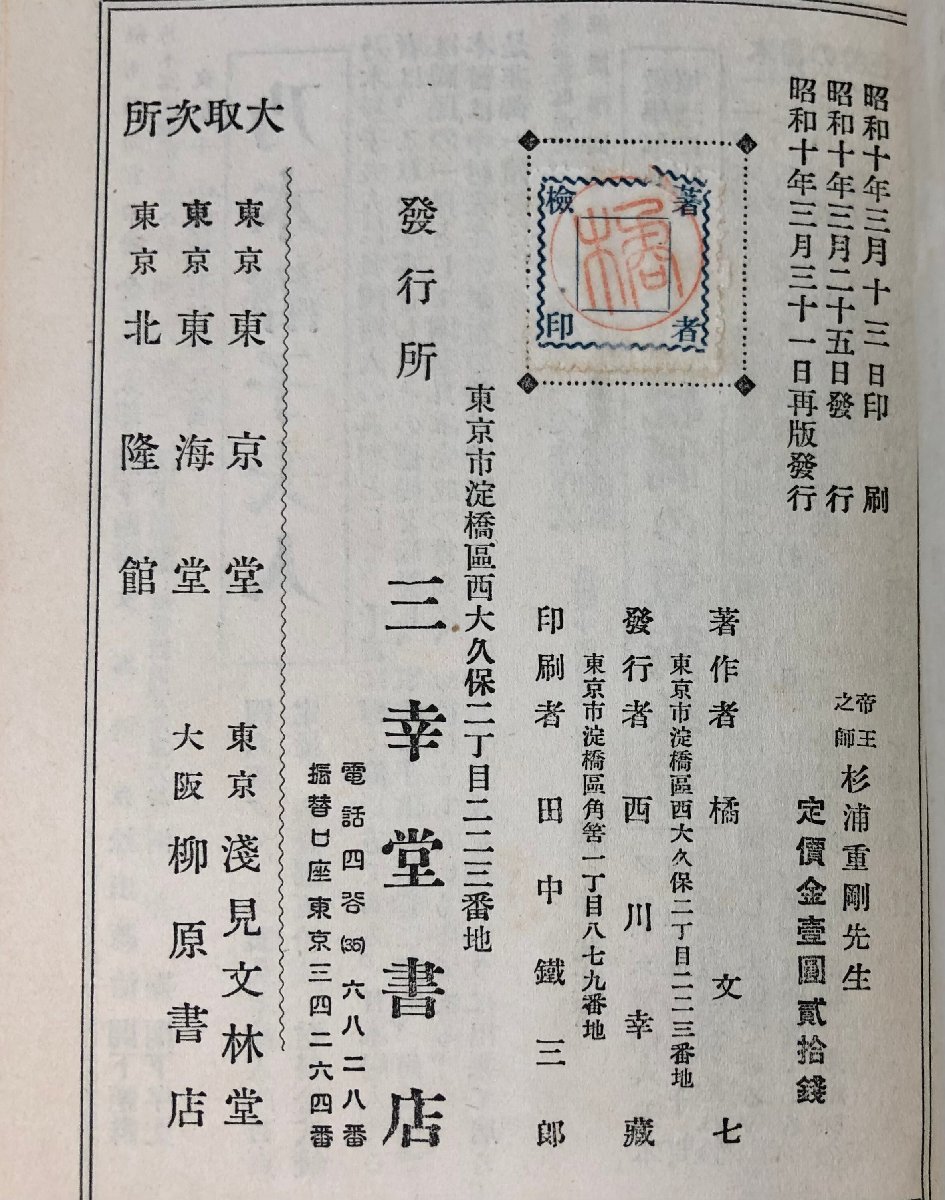 昭和十年三月十三日印刷
昭和十年三月二十五日發行
昭和十年三月三十一日再版發行
帝王之師 杉浦重剛先生
定價金壹圓貳拾錢
著者
檢印
橘
著作者 橘文七
東京市淀橋區西大久保二丁目二二三番地
發行者 西川幸藏
東京市淀橋區角筈一丁目八七九番地
印刷者 田中鐵三郎
東京市淀橋區西大久保二丁目二二三番地
發行所 三幸堂書店
電話四谷(35)六八二八番
振替口座東京三四二六四番
大取次所
東京 東京堂
東京 淺見文林堂
東京 東海堂
大阪 柳原書店
東京 北隆館